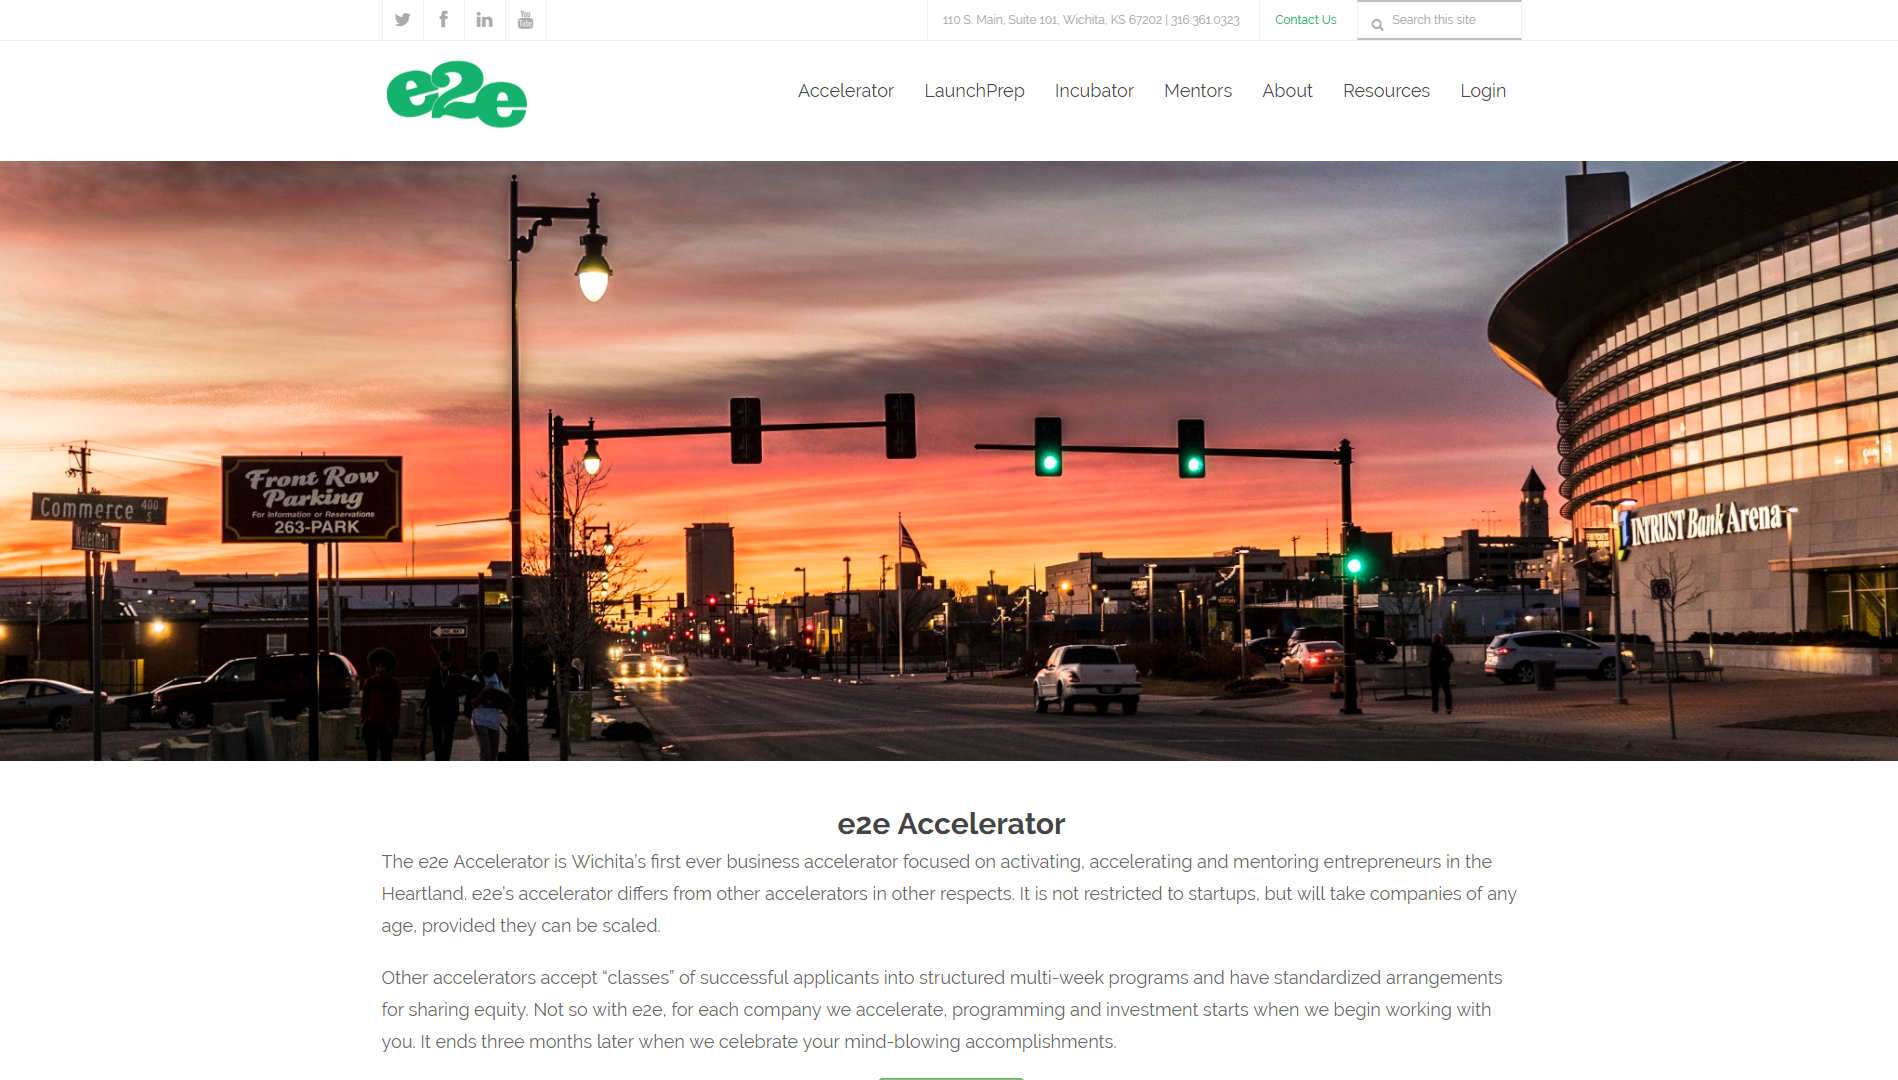 110 S. Main, Suite 101, Wichita, KS 67202 | 316.361.0323
Contact Us
Search this site
e2e
Accelerator
LaunchPrep
Incubator
Mentors
About
Resources
Login
Commerce 400 S
Front Row
Parking
For Information or Reservations
263-PARK
ONE WAY
INTRUST Bank Arena
e2e Accelerator
The e2e Accelerator is Wichita’s first ever business accelerator focused on activating, accelerating and mentoring entrepreneurs in the
Heartland. e2e’s accelerator differs from other accelerators in other respects. It is not restricted to startups, but will take companies of any
age, provided they can be scaled.
Other accelerators accept “classes” of successful applicants into structured multi-week programs and have standardized arrangements
for sharing equity. Not so with e2e, for each company we accelerate, programming and investment starts when we begin working with
you. It ends three months later when we celebrate your mind-blowing accomplishments.